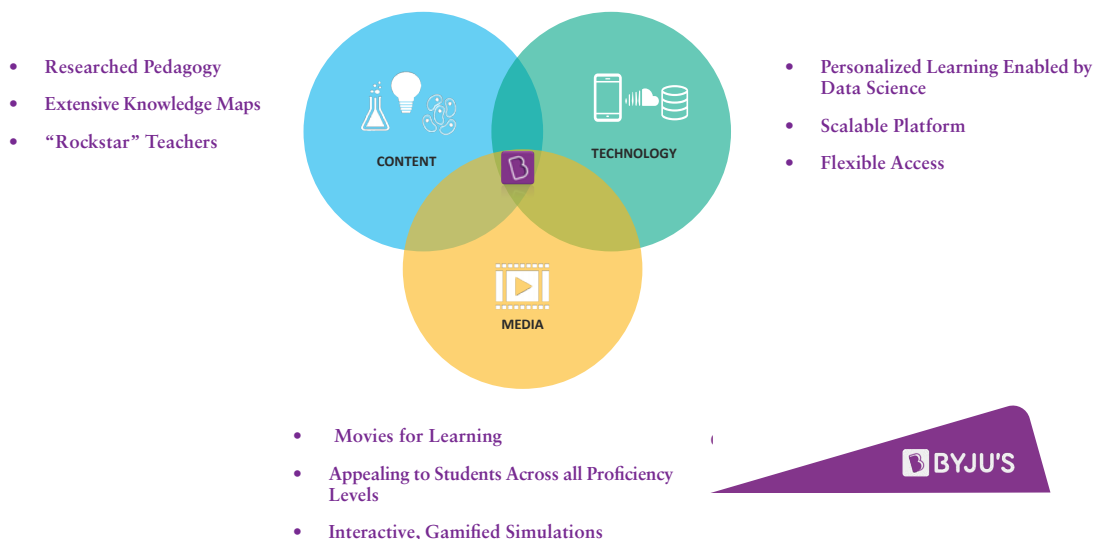 • Researched Pedagogy
• Extensive Knowledge Maps
• “Rockstar” Teachers
CONTENT
TECHNOLOGY
MEDIA
• Personalized Learning Enabled by
Data Science
• Scalable Platform
• Flexible Access
• Movies for Learning
• Appealing to Students Across all Proficiency
Levels
• Interactive, Gamified Simulations
BYJU'S